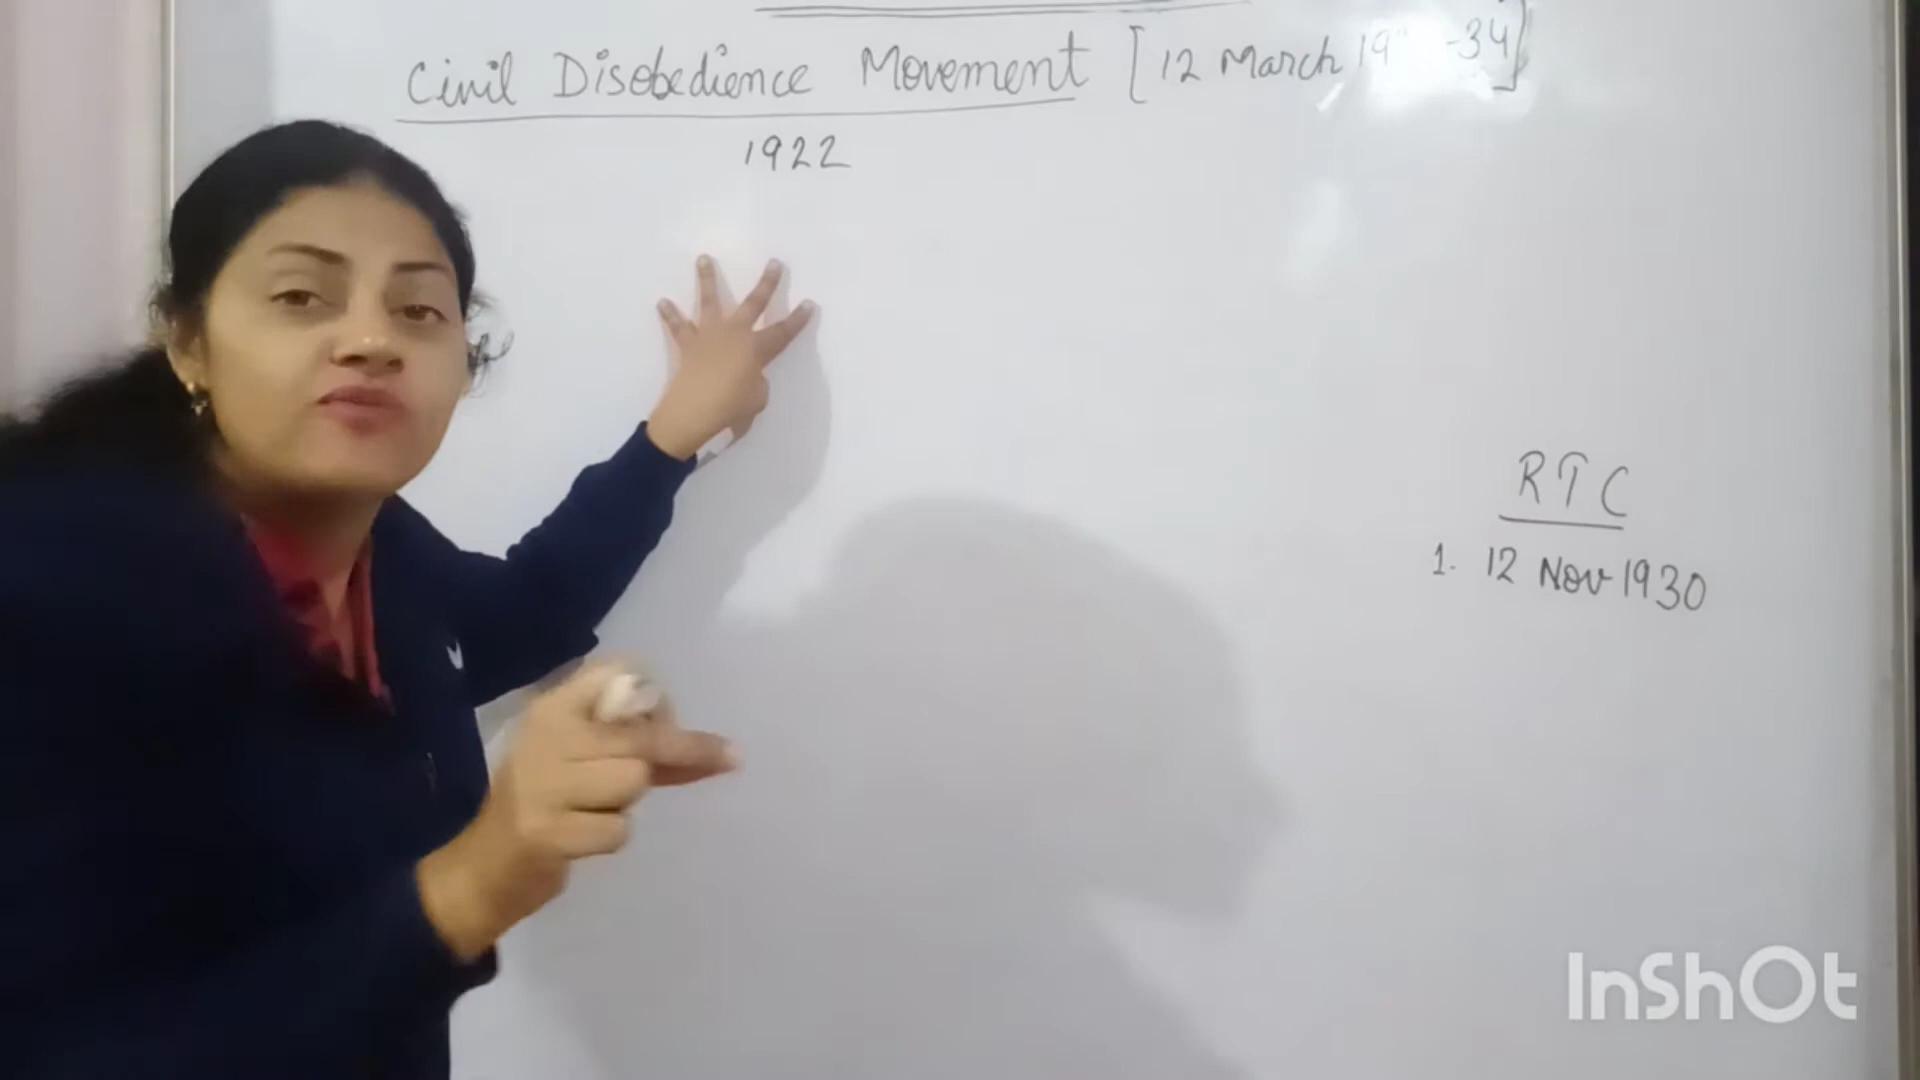 Civil Disobedience Movement [12 March 19 -34]
1922
RTC
1. 12 Nov 1930
InShOt